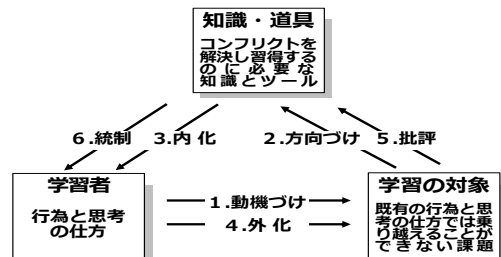 知識・道具
コンフリクトを
解決し習得する
のに必要な
知識とツール
6.統制 3.内化 2.方向づけ 5.批評
学習者
行為と思考
の仕方
1.動機づけ
4.外化
学習の対象
既有の行為と思
考の仕方では乗
り越えることが
できない課題